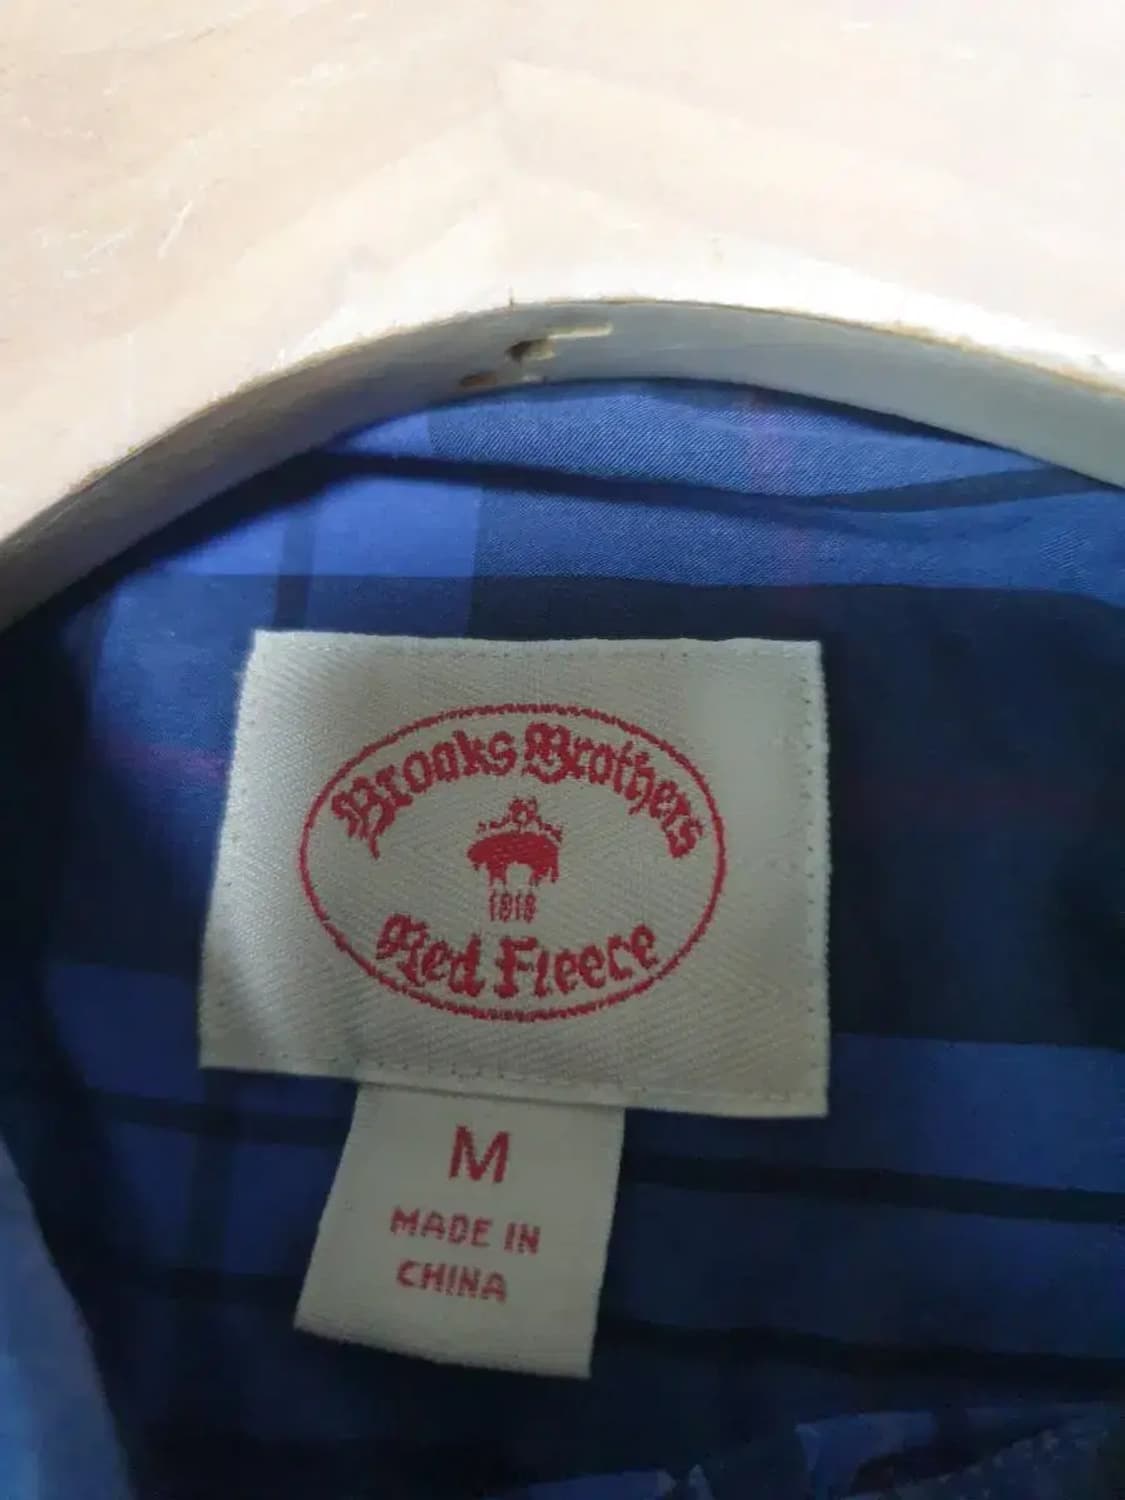 Brooks Brothers
1818
Red Fleece
M
MADE IN
CHINA